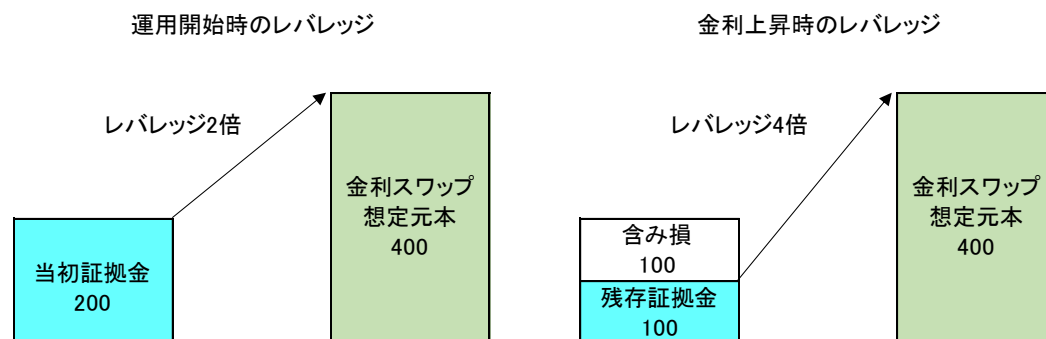 運用開始時のレバレッジ
レバレッジ2倍
金利スワップ
想定元本
400
当初証拠金
200
金利上昇時のレバレッジ
レバレッジ4倍
金利スワップ
想定元本
400
含み損
100
残存証拠金
100